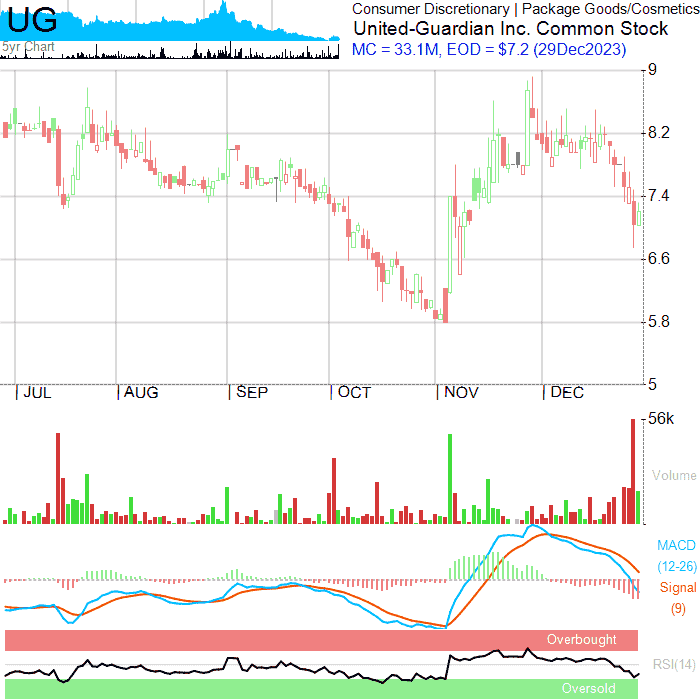 UG
5yr Chart
Consumer Discretionary | Package Goods/Cosmetics
United-Guardian Inc. Common Stock
MC = 33.1M, EOD = $7.2 (29Dec2023)
9
8.2
7.4
6.6
5.8
5
JUL AUG SEP OCT NOV DEC
56k
Volume
MACD
(12-26)
Signal
(9)
Overbought
RSI(14)
Oversold